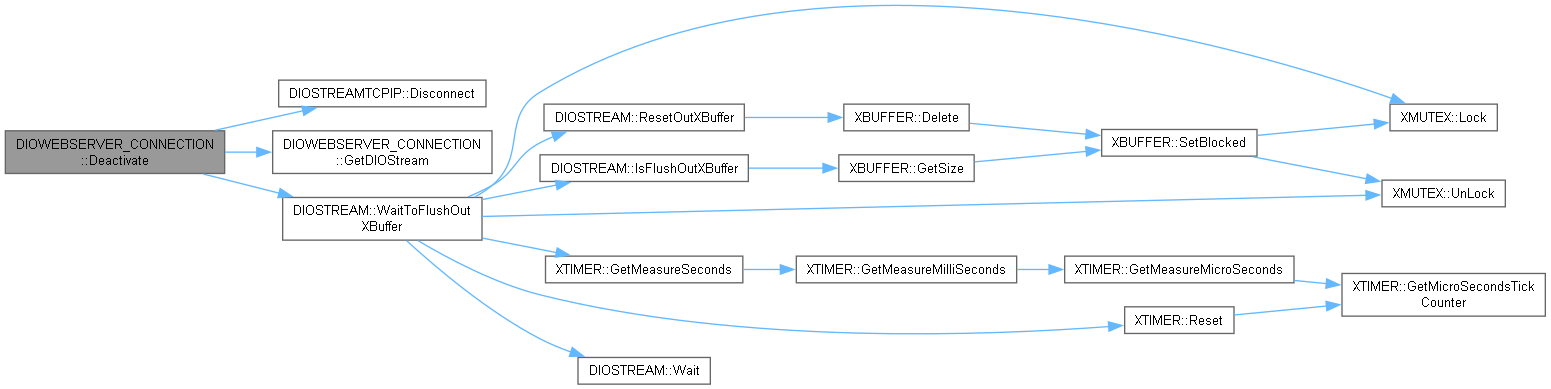 DIOWEBSERVER_CONNECTION
::Deactivate
DIOSTREAMTCPIP::Disconnect
DIOWEBSERVER_CONNECTION
::GetDIOStream
DIOSTREAM::WaitToFlushOut
XBuffer
DIOSTREAM::ResetOutXBuffer
DIOSTREAM::IsFlushOutXBuffer
XTIMER::GetMeasureSeconds
DIOSTREAM::Wait
XBUFFER::Delete
XBUFFER::GetSize
XTIMER::GetMeasureMilliSeconds
XBUFFER::SetBlocked
XTIMER::GetMeasureMicroSeconds
XTIMER::Reset
XMUTEX::Lock
XMUTEX::UnLock
XTIMER::GetMicroSecondsTick
Counter